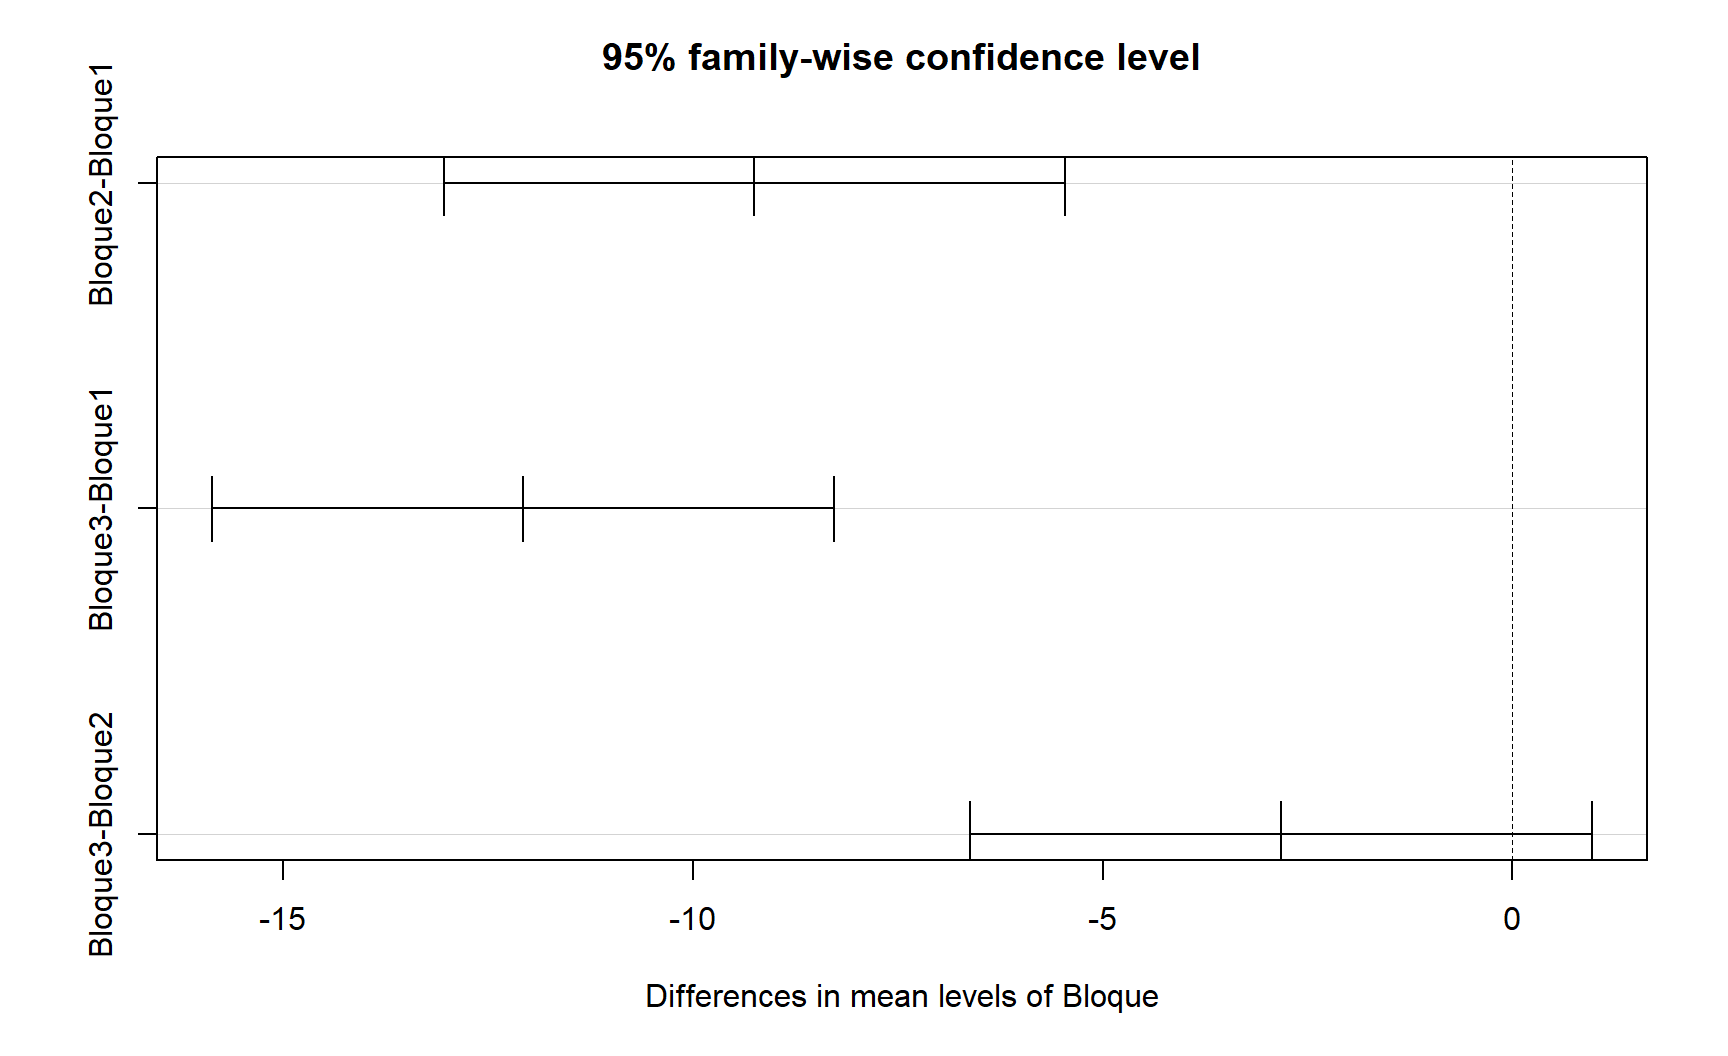 95% family-wise confidence level
Bloque2-Bloque1
Bloque3-Bloque1
Bloque3-Bloque2
-15
-10
-5
0
Differences in mean levels of Bloque